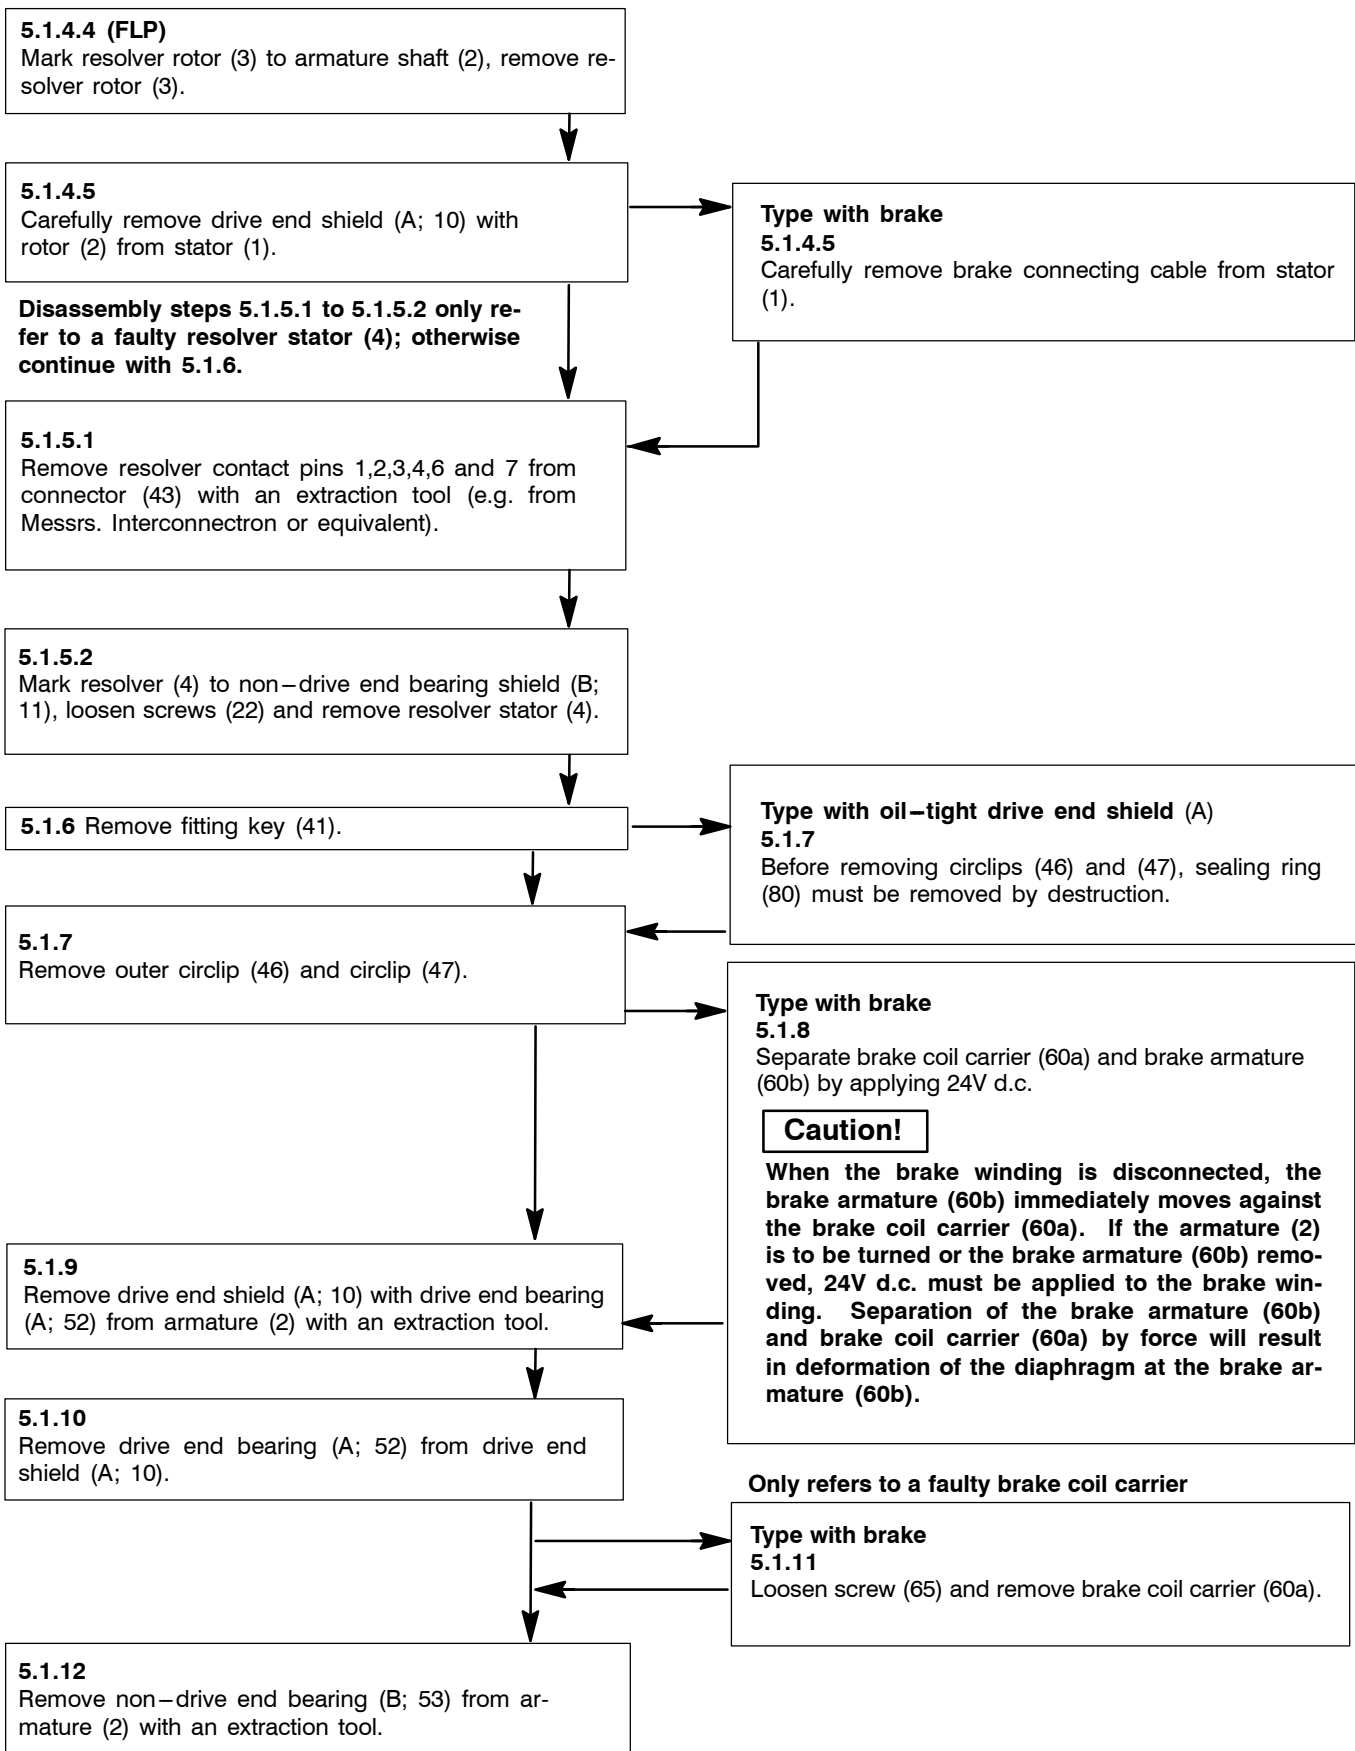 5.1.4.4 (FLP)
Mark resolver rotor (3) to armature shaft (2), remove re-
solver rotor (3).
5.1.4.5
Carefully remove drive end shield (A; 10) with
rotor (2) from stator (1).
Type with brake
5.1.4.5
Carefully remove brake connecting cable from stator
(1).
Disassembly steps 5.1.5.1 to 5.1.5.2 only re-
fer to a faulty resolver stator (4); otherwise
continue with 5.1.6.
5.1.5.1
Remove resolver contact pins 1,2,3,4,6 and 7 from
connector (43) with an extraction tool (e.g. from
Messrs. Interconnectron or equivalent).
5.1.5.2
Mark resolver (4) to non–drive end bearing shield (B;
11), loosen screws (22) and remove resolver stator (4).
5.1.6 Remove fitting key (41).
Type with oil–tight drive end shield (A)
5.1.7
Before removing circlips (46) and (47), sealing ring
(80) must be removed by destruction.
5.1.7
Remove outer circlip (46) and circlip (47).
Type with brake
5.1.8
Separate brake coil carrier (60a) and brake armature
(60b) by applying 24V d.c.
Caution!
When the brake winding is disconnected, the
brake armature (60b) immediately moves against
the brake coil carrier (60a). If the armature (2)
is to be turned or the brake armature (60b) remo-
ved, 24V d.c. must be applied to the brake win-
ding. Separation of the brake armature (60b)
and brake coil carrier (60a) by force will result
in deformation of the diaphragm at the brake ar-
mature (60b).
5.1.9
Remove drive end shield (A; 10) with drive end bearing
(A; 52) from armature (2) with an extraction tool.
5.1.10
Remove drive end bearing (A; 52) from drive end
shield (A; 10).
Only refers to a faulty brake coil carrier
Type with brake
5.1.11
Loosen screw (65) and remove brake coil carrier (60a).
5.1.12
Remove non–drive end bearing (B; 53) from ar-
mature (2) with an extraction tool.